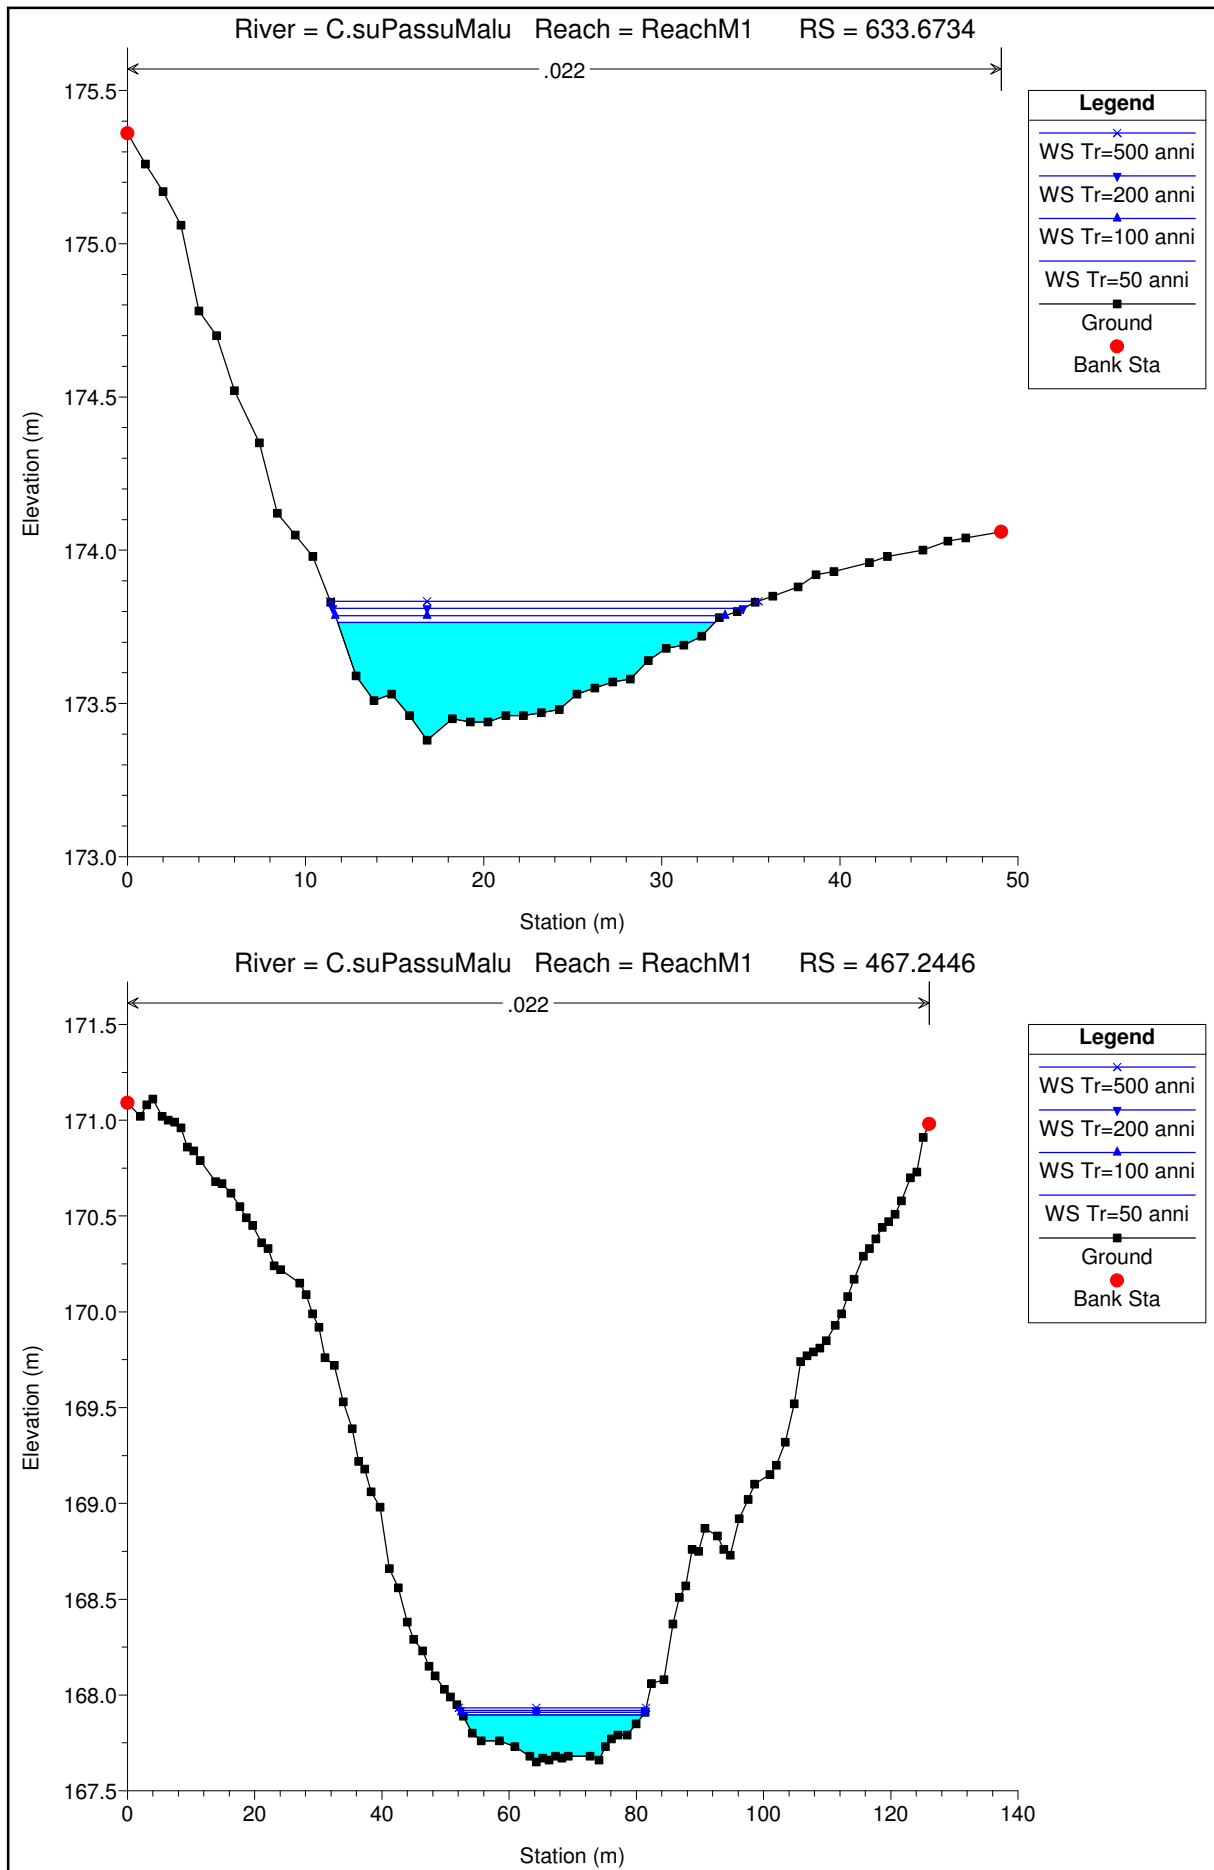 River = C.suPassuMalu Reach = ReachM1 RS = 633.6734
.022
175.5
175.0
174.5
174.0
173.5
173.0
Elevation (m)
0 10 20 30 40 50
Station (m)
Legend
WS Tr=500 anni
WS Tr=200 anni
WS Tr=100 anni
WS Tr=50 anni
Ground
Bank Sta
River = C.suPassuMalu Reach = ReachM1 RS = 467.2446
.022
171.5
171.0
170.5
170.0
169.5
169.0
168.5
168.0
167.5
Elevation (m)
0 20 40 60 80 100 120 140
Station (m)
Legend
WS Tr=500 anni
WS Tr=200 anni
WS Tr=100 anni
WS Tr=50 anni
Ground
Bank Sta